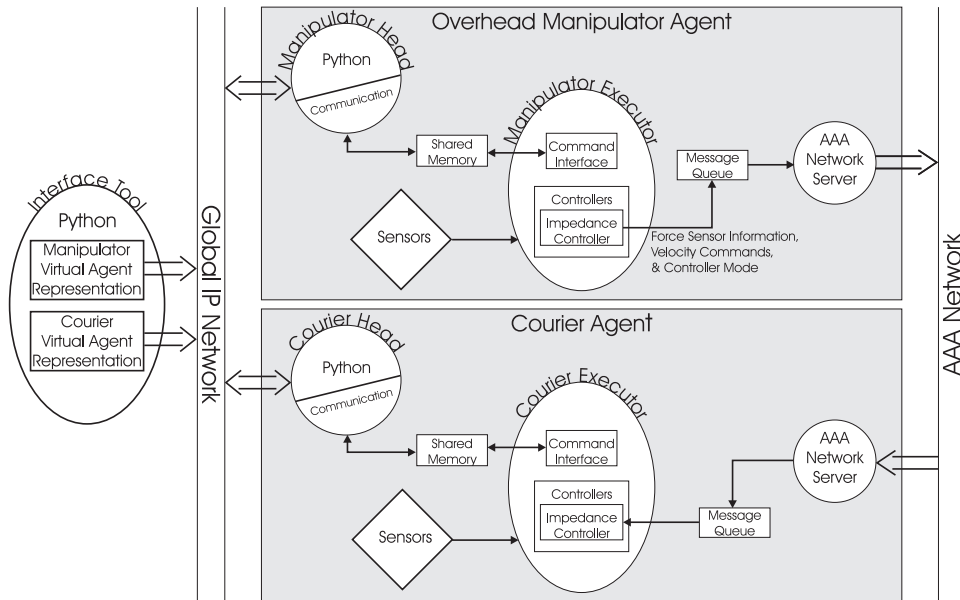 Overhead Manipulator Agent
Manipulator Head
Python
Communication
Shared
Memory
Manipulator Executor
Command
Interface
Controllers
Impedance
Controller
Sensors
Message
Queue
AAA
Network
Server
Force Sensor Information,
Velocity Commands,
& Controller Mode
Interface Tool
Python
Manipulator
Virtual Agent
Representation
Courier
Virtual Agent
Representation
Global IP Network
AAA Network
Courier Agent
Courier Head
Python
Communication
Shared
Memory
Courier Executor
Command
Interface
Controllers
Impedance
Controller
Sensors
Message
Queue
AAA
Network
Server